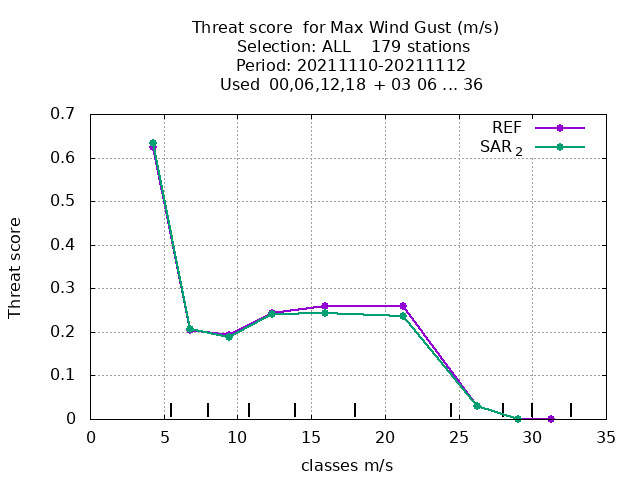 Threat score for Max Wind Gust (m/s)
Selection: ALL 179 stations
Period: 20211110-20211112
Used 00,06,12,18 + 03 06 ... 36
REF
SAR 2
0.7
0.6
0.5
0.4
0.3
0.2
0.1
0
Threat score
0 5 10 15 20 25 30 35
classes m/s